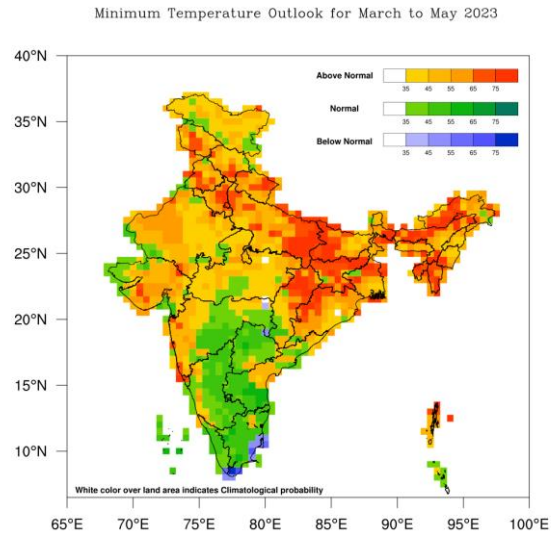 Minimum Temperature Outlook for March to May 2023
40°N
35°N
30°N
25°N
20°N
15°N
10°N
Above Normal
35 45 55 65 75
Normal
35 45 55 65 75
Below Normal
35 45 55 65 75
White color over land area indicates Climatological probability
65°E 70°E 75°E 80°E 85°E 90°E 95°E 100°E